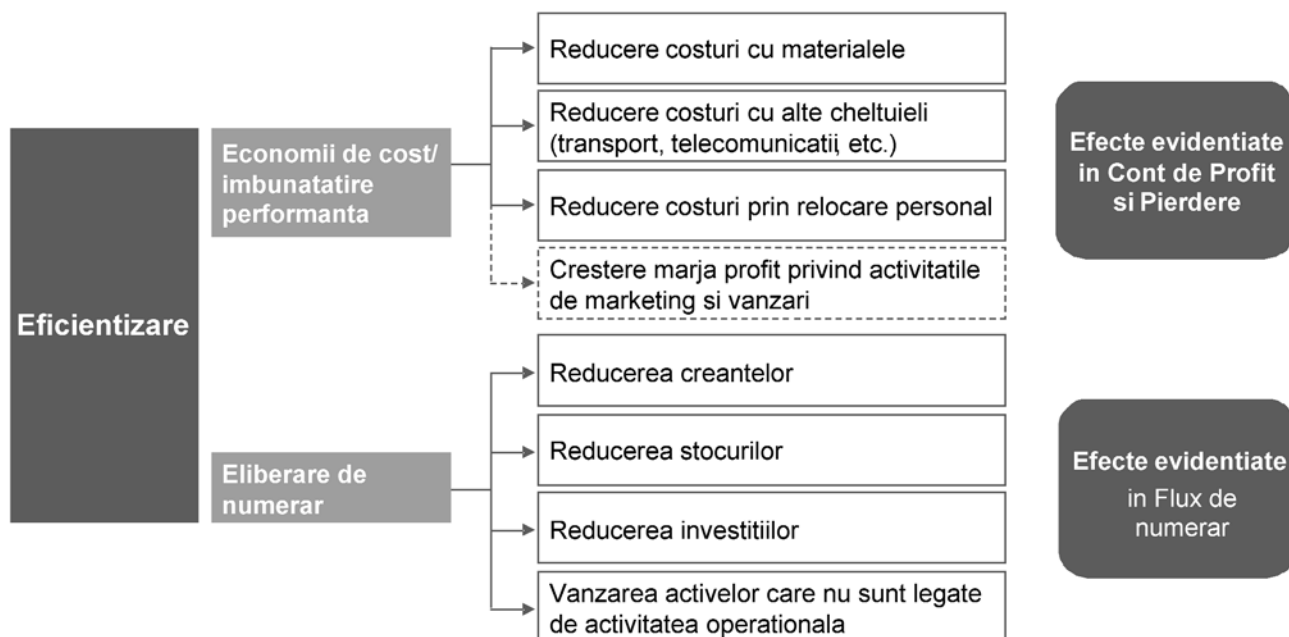 Eficientizare
Economii de cost/
imbunatatire
performanta
Reducere costuri cu materialele
Reducere costuri cu alte cheltuieli
(transport, telecomunicatii, etc.)
Reducere costuri prin relocare personal
Crestere marja profit privind activitatile
de marketing si vanzari
Efecte evidentiate
in Cont de Profit
si Pierdere
Eliberare de
numerar
Reducerea creantelor
Reducerea stocurilor
Reducerea investitiilor
Vanzarea activelor care nu sunt legate
de activitatea operationala
Efecte evidentiate
in Flux de
numerar